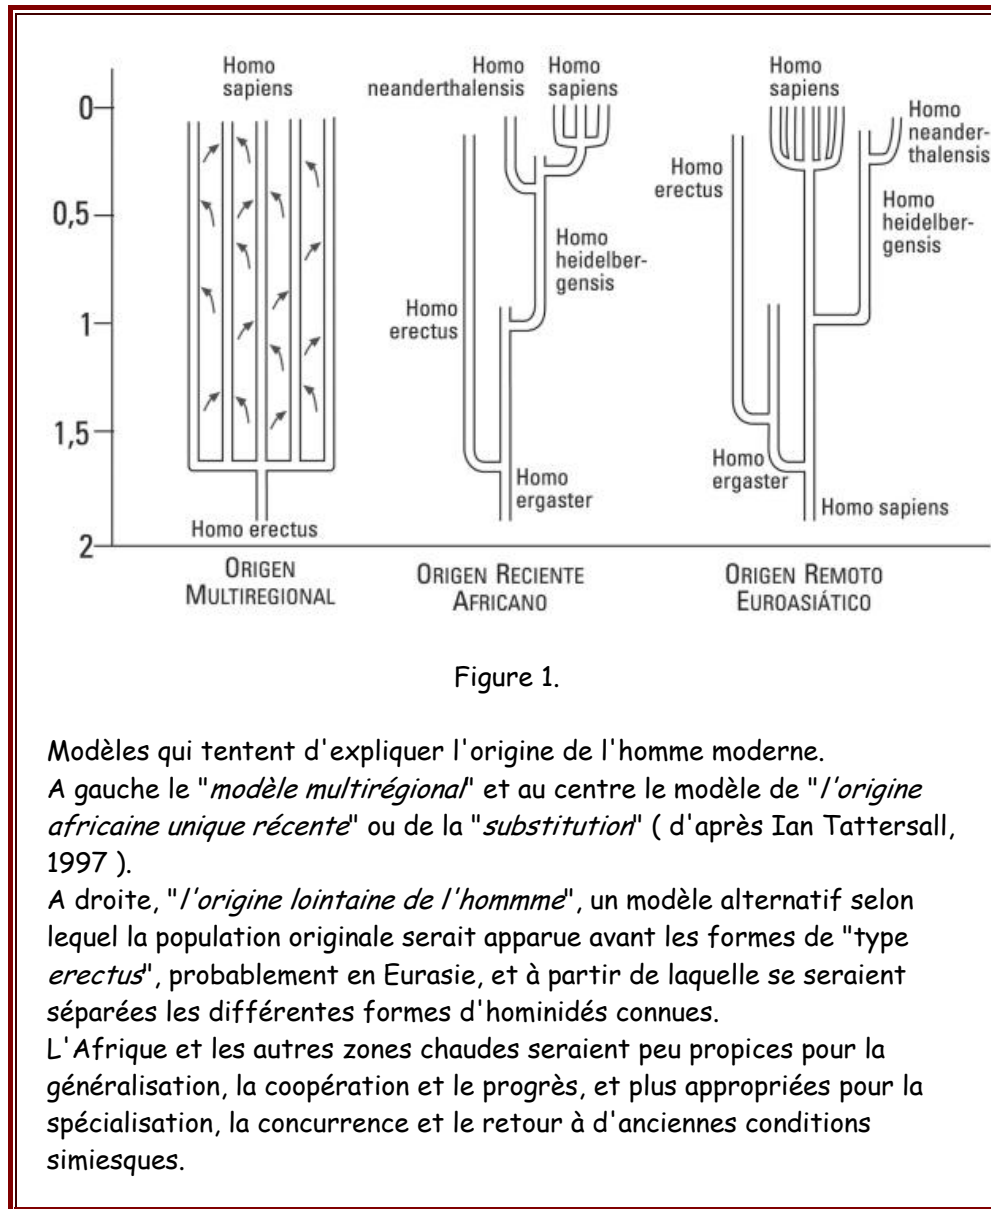 Homo
sapiens
Homo
neanderthalensis
Homo
sapiens
Homo
sapiens
Homo
neander-
thalensis
0
0,5
1
1,5
2
Homo
erectus
Homo
heidelber-
gensis
Homo
erectus
Homo
heidelber-
gensis
Homo
ergaster
Homo
ergaster
Homo sapiens
Homo erectus
ORIGEN
MULTIREGIONAL
ORIGEN RECIENTE
AFRICANO
ORIGEN REMOTO
EUROASIÁTICO
Figure 1.
Modèles qui tentent d'expliquer l'origine de l'homme moderne.
A gauche le "modèle multirégional" et au centre le modèle de "l'origine
africaine unique récente" ou de la "substitution" ( d'après Ian Tattersall,
1997 ).
A droite, "l'origine lointaine de l'hommme", un modèle alternatif selon
lequel la population originale serait apparue avant les formes de "type
erectus", probablement en Eurasie, et à partir de laquelle se seraient
séparées les différentes formes d'hominidés connues.
L'Afrique et les autres zones chaudes seraient peu propices pour la
généralisation, la coopération et le progrès, et plus appropriées pour la
spécialisation, la concurrence et le retour à d'anciennes conditions
simiesques.